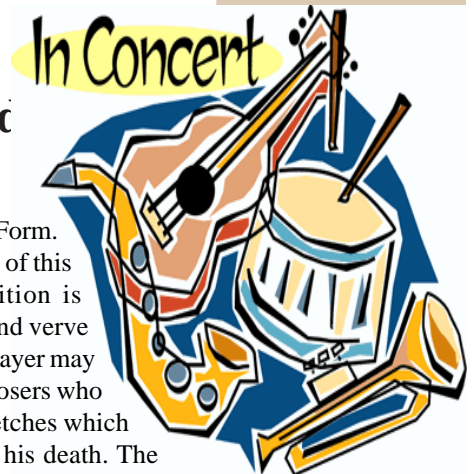 In Concert
d
Form.
of this
ition is
nd verve
ayer may
osers who
etches which
his death. The